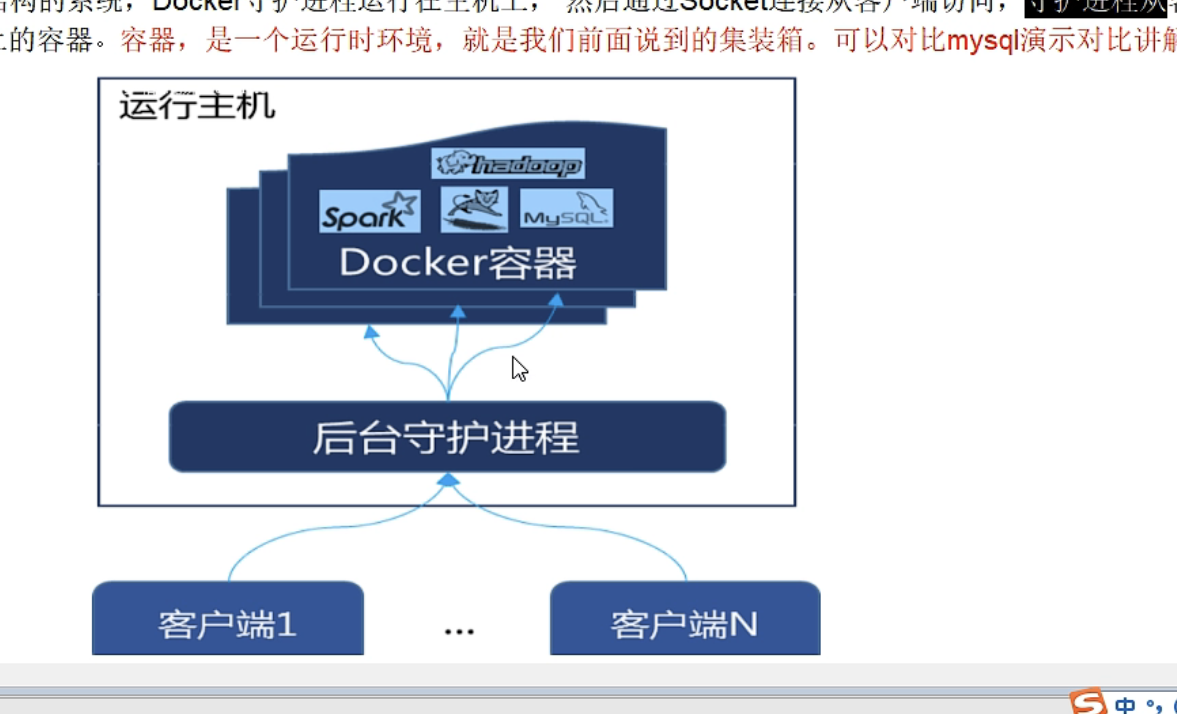 结构的系统，Docker守护进程运行在主机上， 然后通过Socket连接从客户端访问，守护进程从
上的容器。容器，是一个运行时环境，就是我们前面说到的集装箱。可以对比mysql演示对比讲解
运行主机
hadoop
Spark
MySQL
Docker容器
后台守护进程
客户端1
...
客户端N
S 中 °,